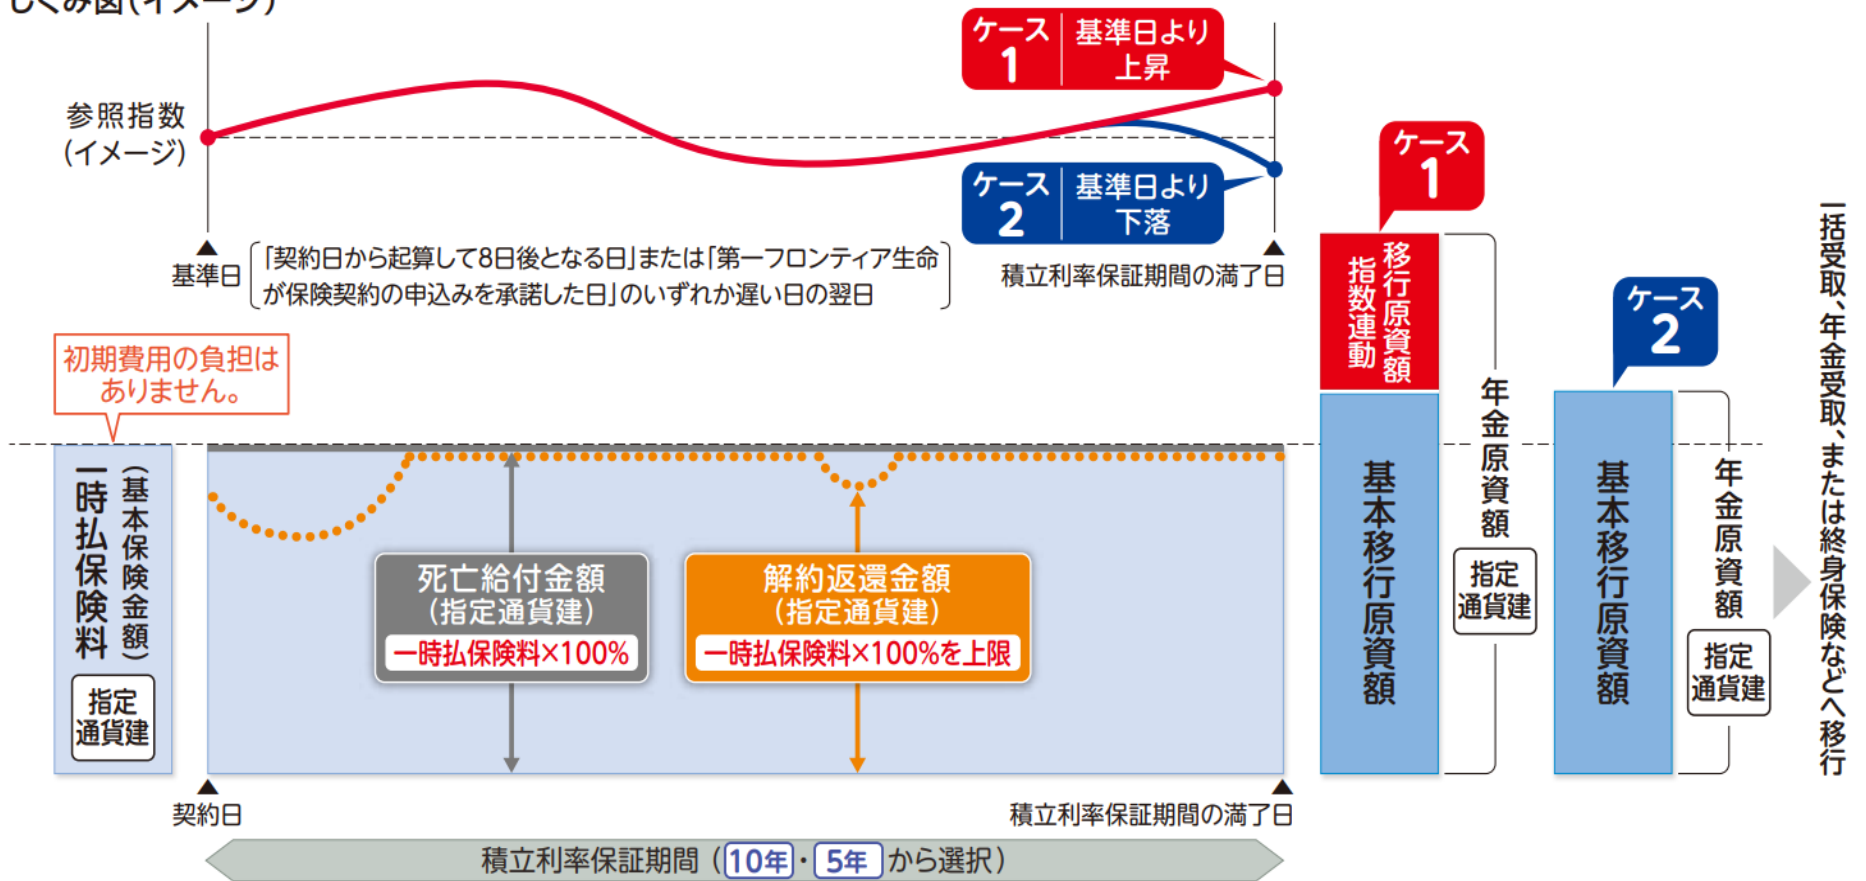 しくみ図(イメージ)
ケース
1
基準日より
上昇
参照指数
(イメージ)
ケース
2
基準日より
下落
基準日
「契約日から起算して8日後となる日」または「第一フロンティア生命
が保険契約の申込みを承諾した日」のいずれか遅い日の翌日
積立利率保証期間の満了日
初期費用の負担は
ありません。
一時払保険料
(基本保険金額)
指定
通貨建
死亡給付金額
(指定通貨建)
一時払保険料×100%
解約返還金額
(指定通貨建)
一時払保険料×100%を上限
契約日
積立利率保証期間の満了日
積立利率保証期間(10年・5年から選択)
ケース
1
指数連動
移行原資額
基本移行原資額
年金原資額
指定
通貨建
ケース
2
基本移行原資額
年金原資額
指定
通貨建
一括受取、年金受取、または終身保険などへ移行